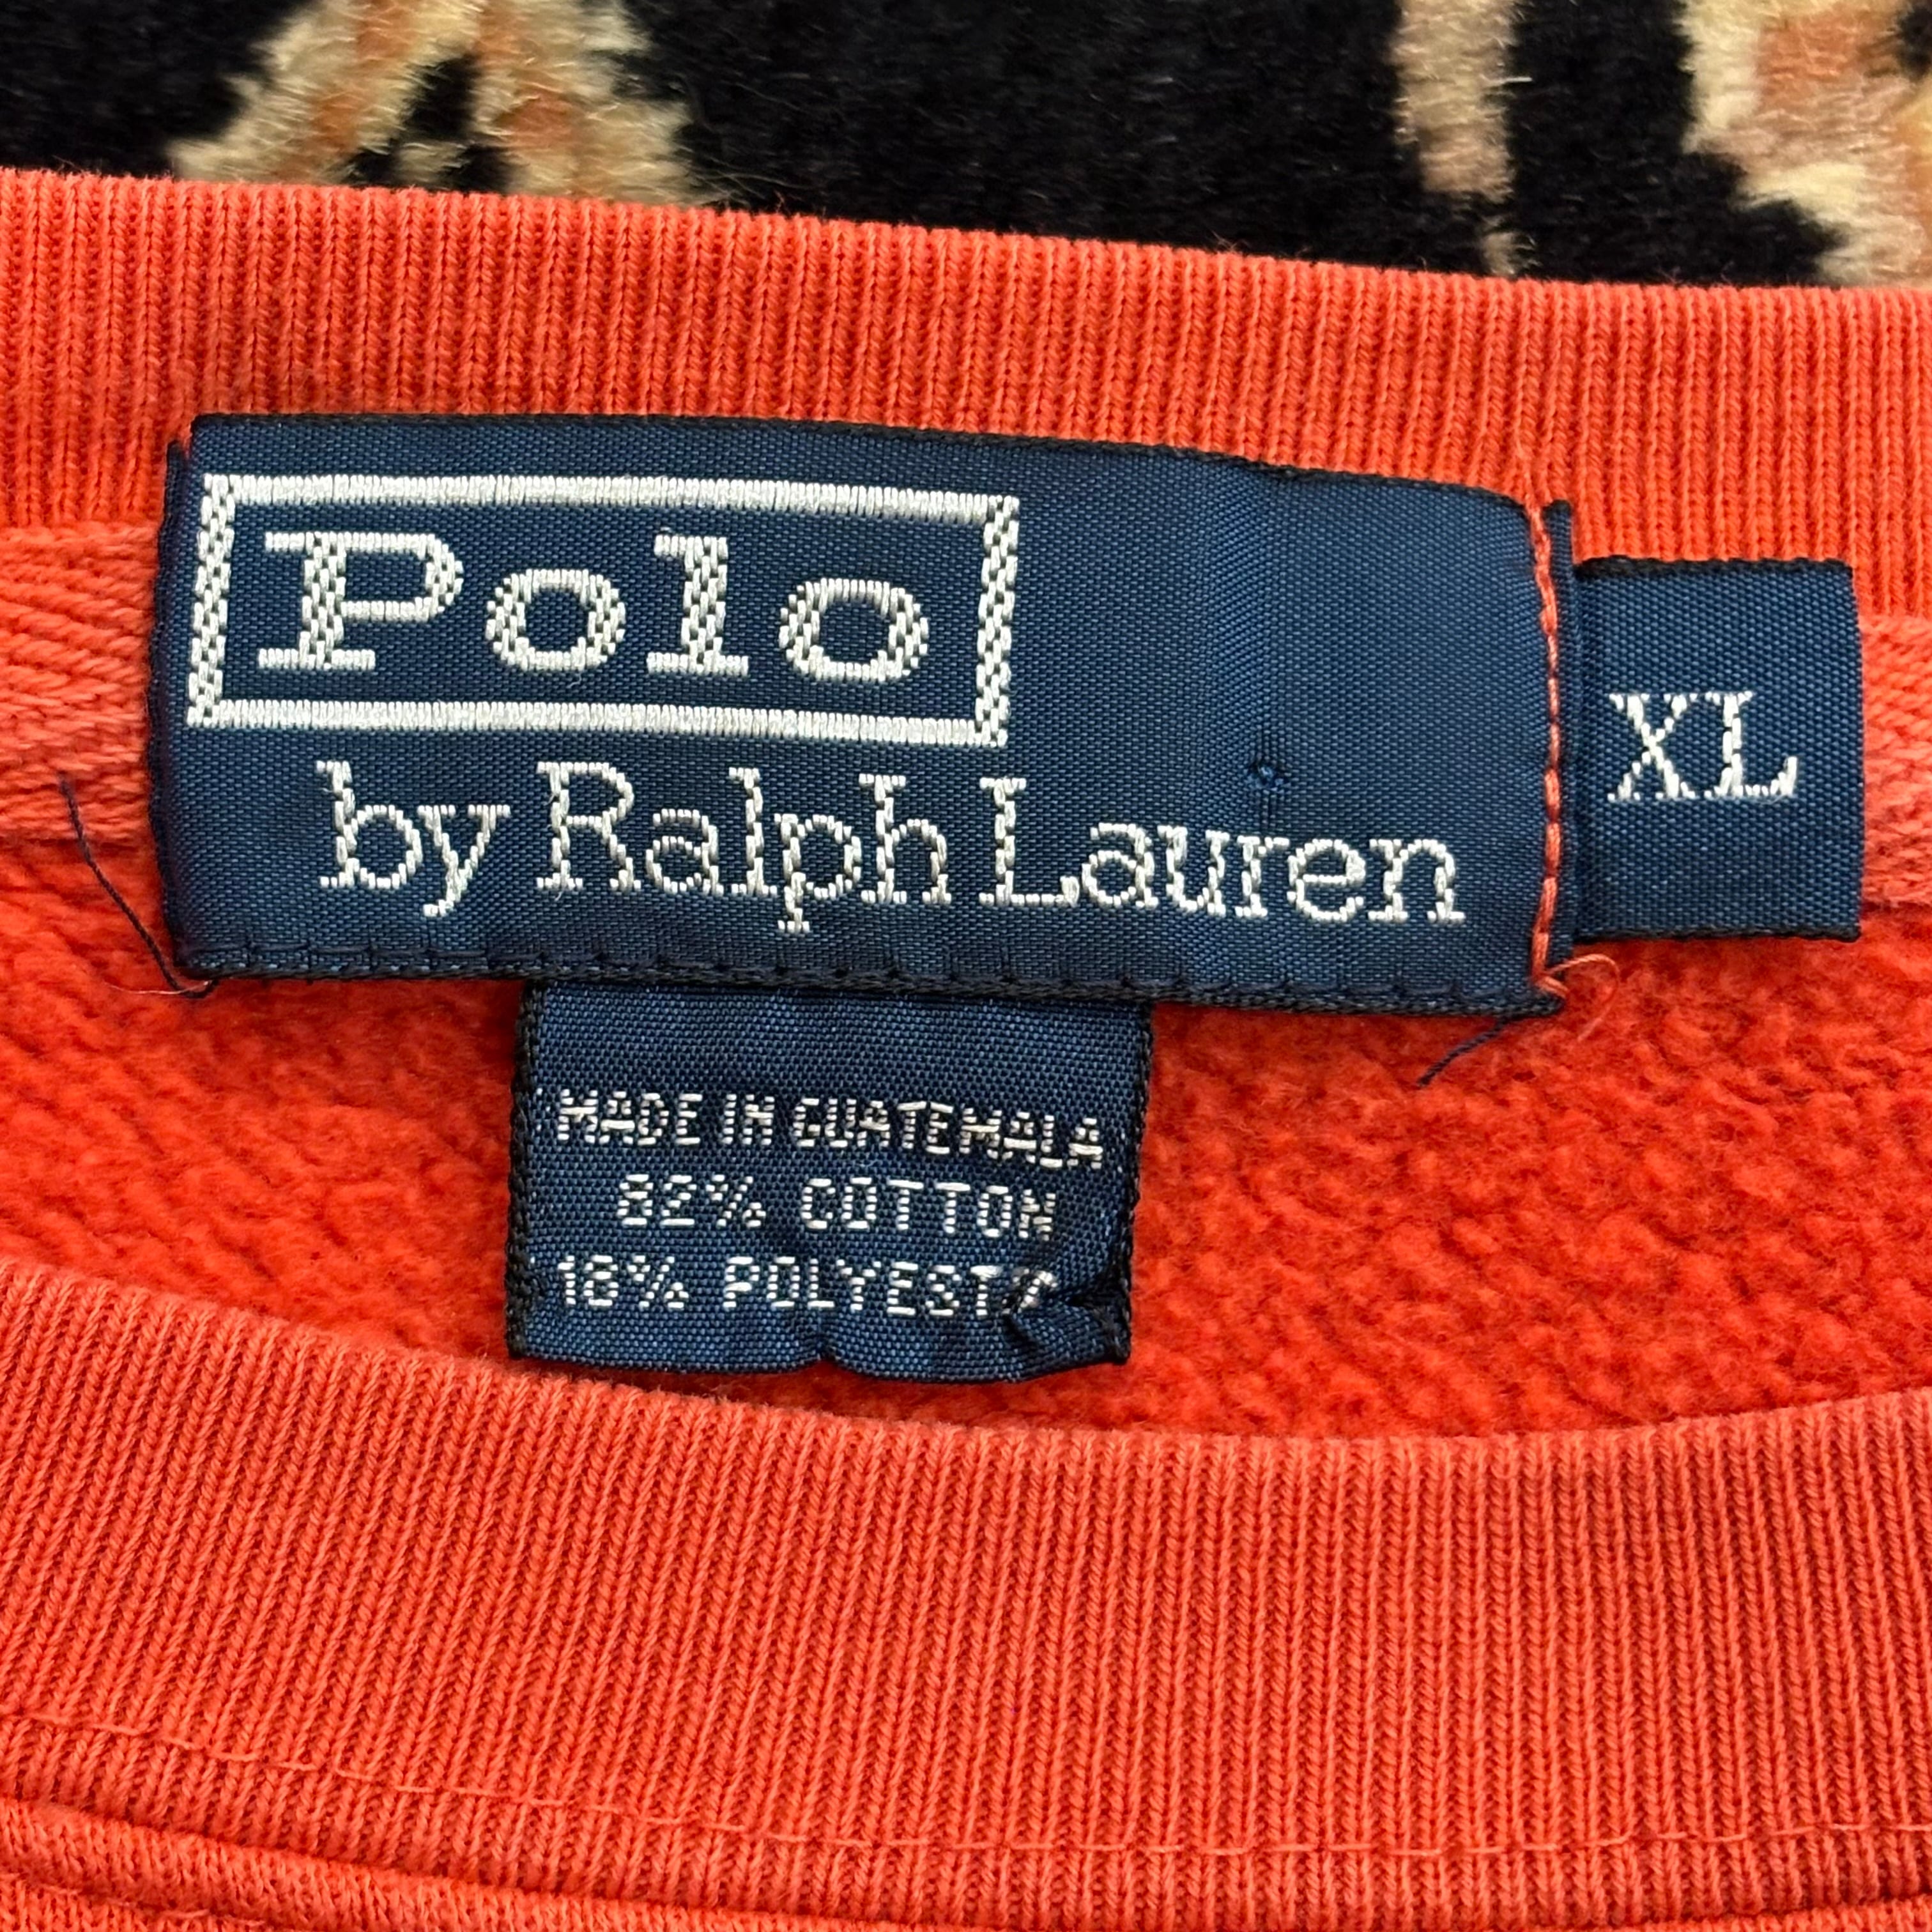 Polo
by Ralph Lauren
XL
MADE IN GUATEMALA
82% COTTON
18% POLYESTER